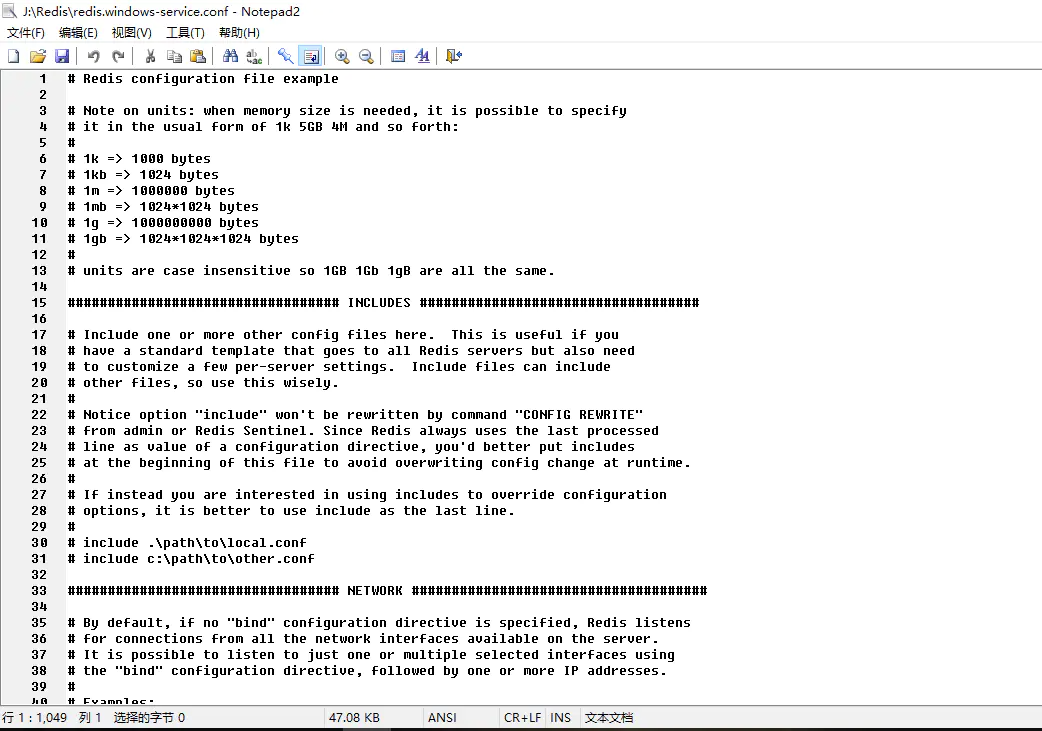 J:\Redis\redis.windows-service.conf - Notepad2
文件(F) 编辑(E) 视图(V) 工具(T) 帮助(H)
1 # Redis configuration file example
2
3 # Note on units: when memory size is needed, it is possible to specify
4 # it in the usual form of 1k 5GB 4M and so forth:
5 #
6 # 1k => 1000 bytes
7 # 1kb => 1024 bytes
8 # 1m => 1000000 bytes
9 # 1mb => 1024*1024 bytes
10 # 1g => 1000000000 bytes
11 # 1gb => 1024*1024*1024 bytes
12 #
13 # units are case insensitive so 1GB 1Gb 1gB are all the same.
14
15 ################################## INCLUDES ###################################
16
17 # Include one or more other config files here.  This is useful if you
18 # have a standard template that goes to all Redis servers but also need
19 # to customize a few per-server settings.  Include files can include
20 # other files, so use this wisely.
21 #
22 # Notice option "include" won't be rewritten by command "CONFIG REWRITE"
23 # from admin or Redis Sentinel. Since Redis always uses the last processed
24 # line as value of a configuration directive, you'd better put includes
25 # at the beginning of this file to avoid overwriting config change at runtime.
26 #
27 # If instead you are interested in using includes to override configuration
28 # options, it is better to use include as the last line.
29 #
30 # include .\path\to\local.conf
31 # include c:\path\to\other.conf
32
33 ################################## NETWORK #####################################
34
35 # By default, if no "bind" configuration directive is specified, Redis listens
36 # for connections from all the network interfaces available on the server.
37 # It is possible to listen to just one or multiple selected interfaces using
38 # the "bind" configuration directive, followed by one or more IP addresses.
39 #
40 # Examples:
行 1 : 1,049 列 1 选择的字节 0 47.08 KB ANSI CR+LF INS 文本文档